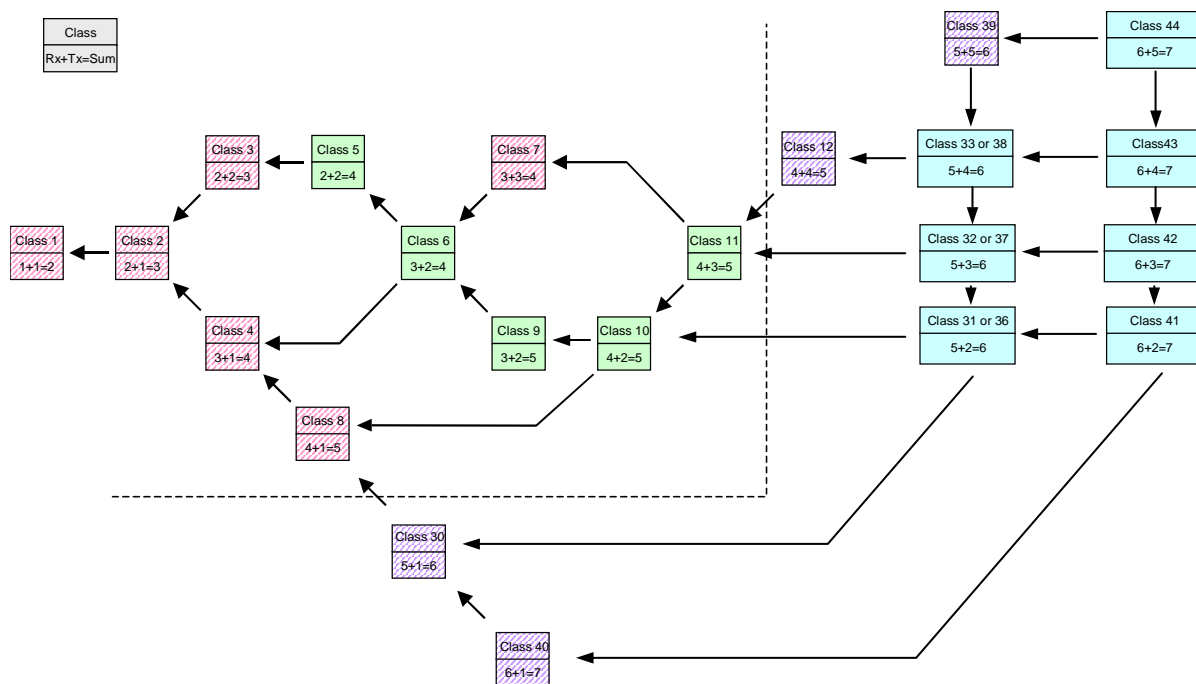 Class
Rx+Tx=Sum
Class 39
5+5=6
Class 44
6+5=7
Class 3
2+2=3
Class 5
2+2=4
Class 7
3+3=4
Class 12
4+4=5
Class 33 or 38
5+4=6
Class43
6+4=7
Class 1
1+1=2
Class 2
2+1=3
Class 6
3+2=4
Class 11
4+3=5
Class 32 or 37
5+3=6
Class 42
6+3=7
Class 4
3+1=4
Class 9
3+2=5
Class 10
4+2=5
Class 31 or 36
5+2=6
Class 41
6+2=7
Class 8
4+1=5
Class 30
5+1=6
Class 40
6+1=7